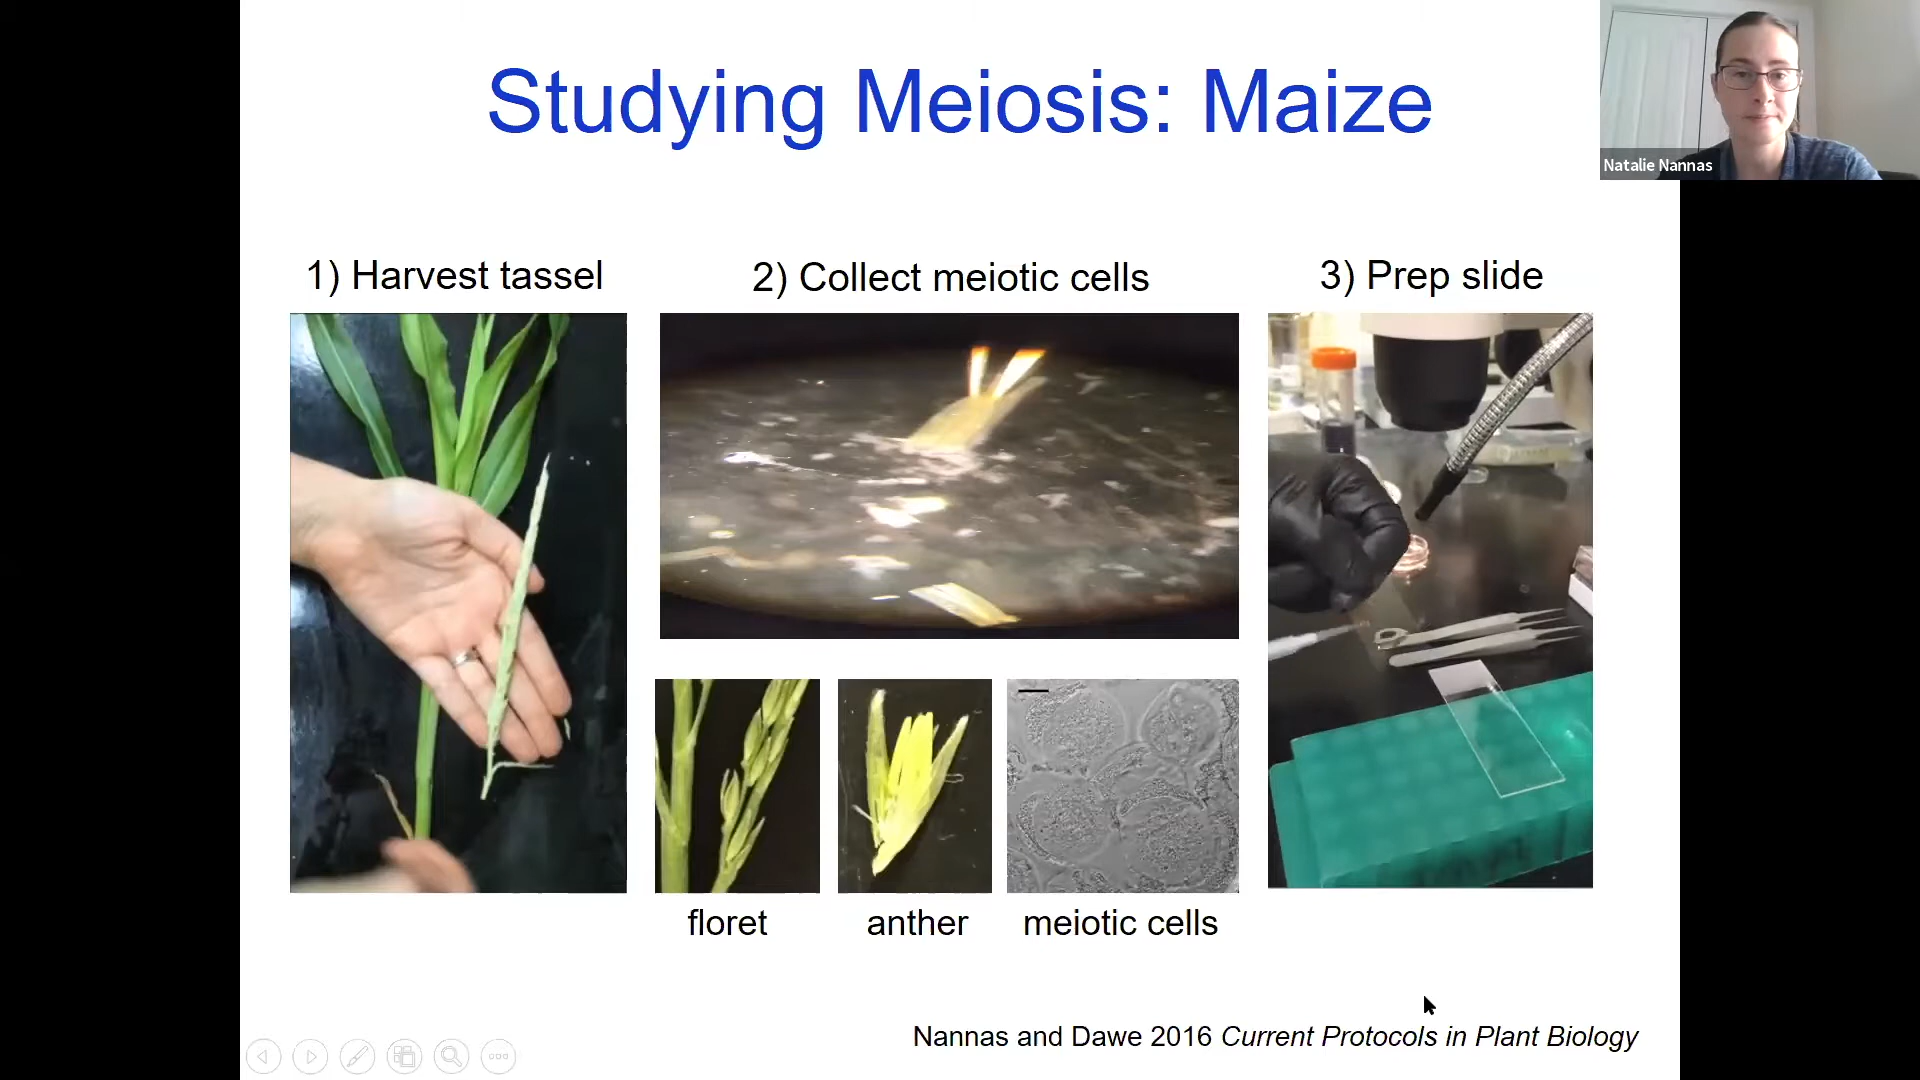 Studying Meiosis: Maize
Natalie Nannas
1) Harvest tassel
2) Collect meiotic cells
3) Prep slide
floret
anther
meiotic cells
Nannas and Dawe 2016 Current Protocols in Plant Biology